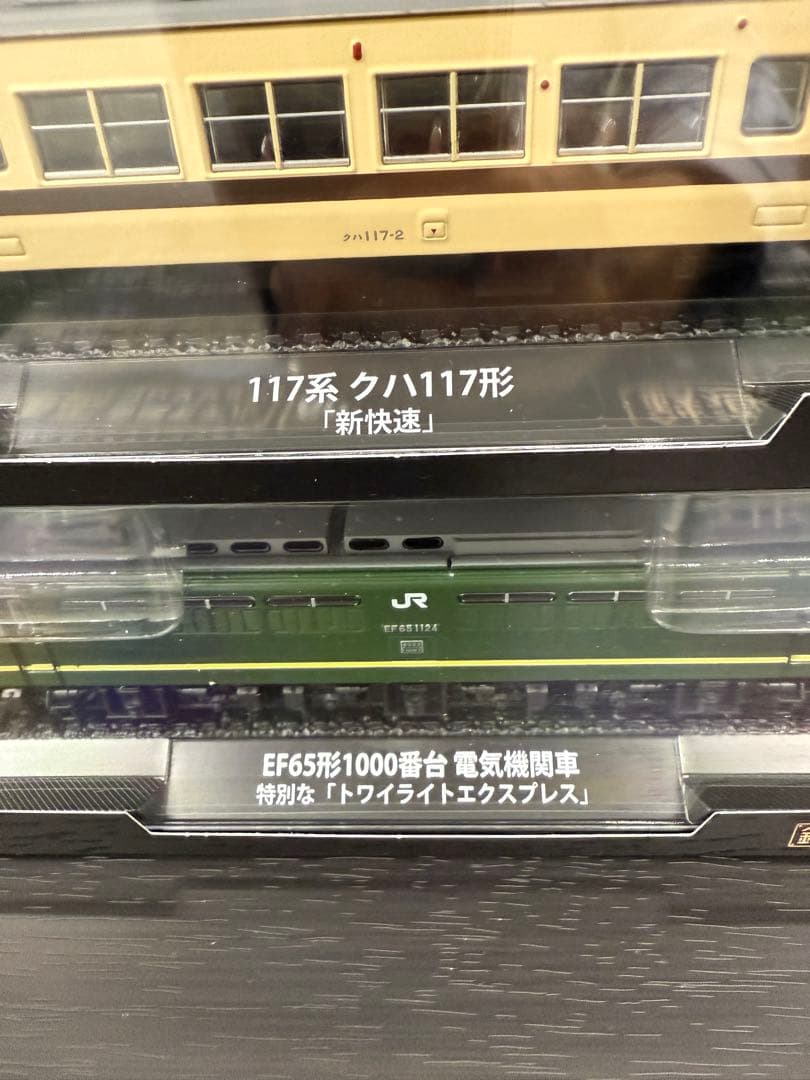 クハ117-2
117系 クハ117形
「新快速」
JR
EF65 1124
EF65形1000番台 電気機関車
特別な「トワイライトエクスプレス」